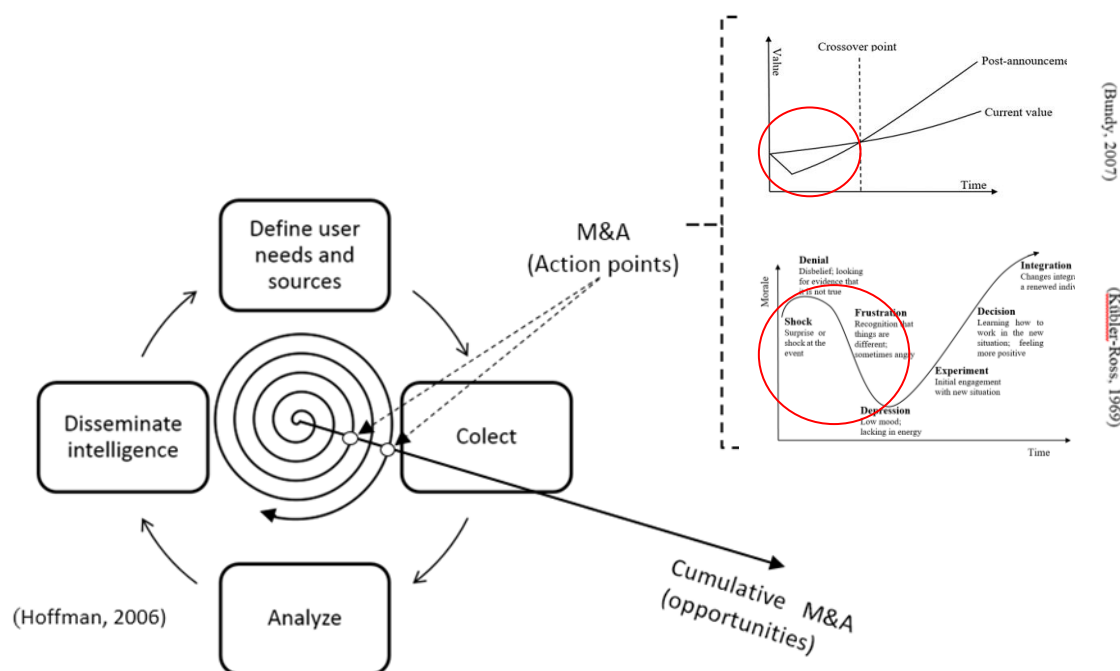 Define user
needs and
sources
Disseminate
intelligence
Colect
Analyze
(Hoffman, 2006)
M&A
(Action points)
Cumulative M&A
(opportunities)
Value
Crossover point
Post-announceme
Current value
Time
(Bundy, 2007)
Morale
Denial
Disbelief; looking
for evidence that
it is not true
Shock
Surprise or
shock at the
event
Frustration
Recognition that
things are
different;
sometimes angry
Depression
Low mood;
lacking in energy
Experiment
Initial engagement
with new situation
Decision
Learning how to
work in the new
situation; feeling
more positive
Integration
Changes integr
a renewed indiv
Time
(Kübler-Ross, 1969)